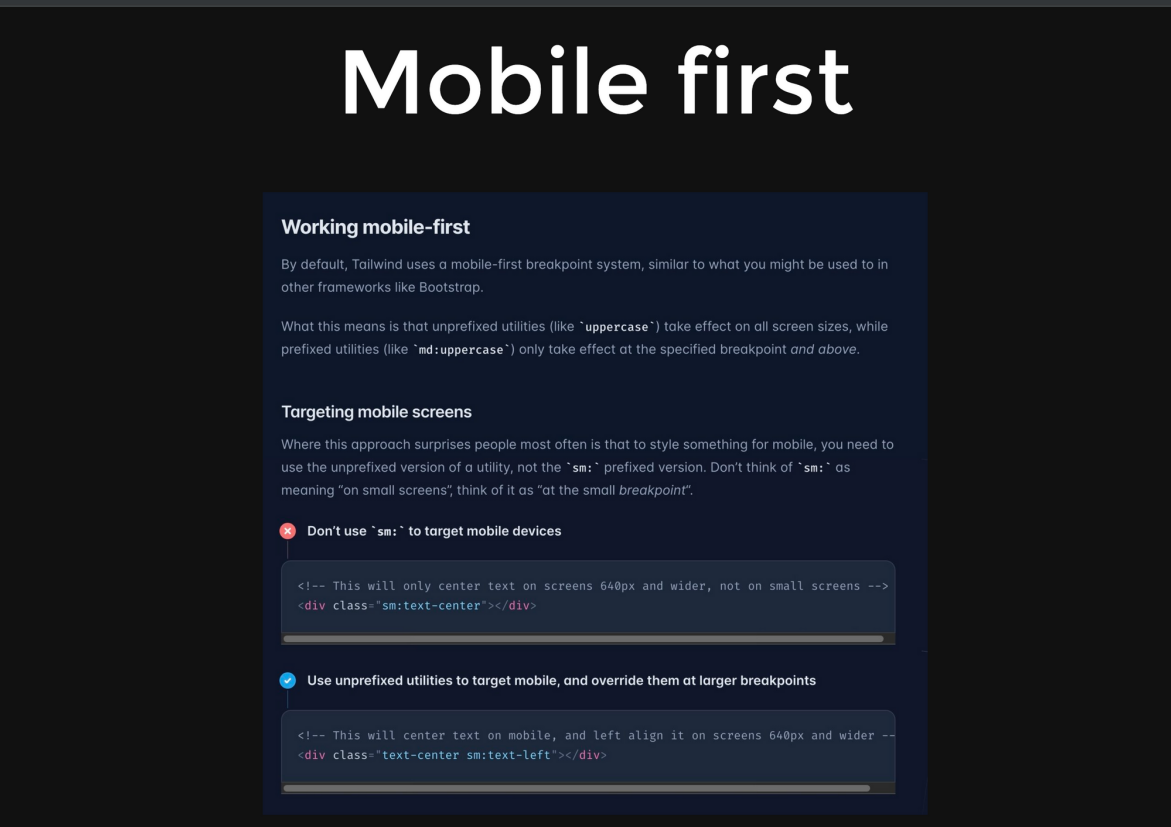 Mobile first
Working mobile-first
By default, Tailwind uses a mobile-first breakpoint system, similar to what you might be used to in
other frameworks like Bootstrap.
What this means is that unprefixed utilities (like `uppercase`) take effect on all screen sizes, while
prefixed utilities (like `md:uppercase`) only take effect at the specified breakpoint and above.
Targeting mobile screens
Where this approach surprises people most often is that to style something for mobile, you need to
use the unprefixed version of a utility, not the `sm:` prefixed version. Don’t think of `sm:` as
meaning “on small screens”, think of it as “at the small breakpoint“.
Don’t use `sm:` to target mobile devices
<!-- This will only center text on screens 640px and wider, not on small screens -->
<div class="sm:text-center"></div>
Use unprefixed utilities to target mobile, and override them at larger breakpoints
<!-- This will center text on mobile, and left align it on screens 640px and wider --
<div class="text-center sm:text-left"></div>